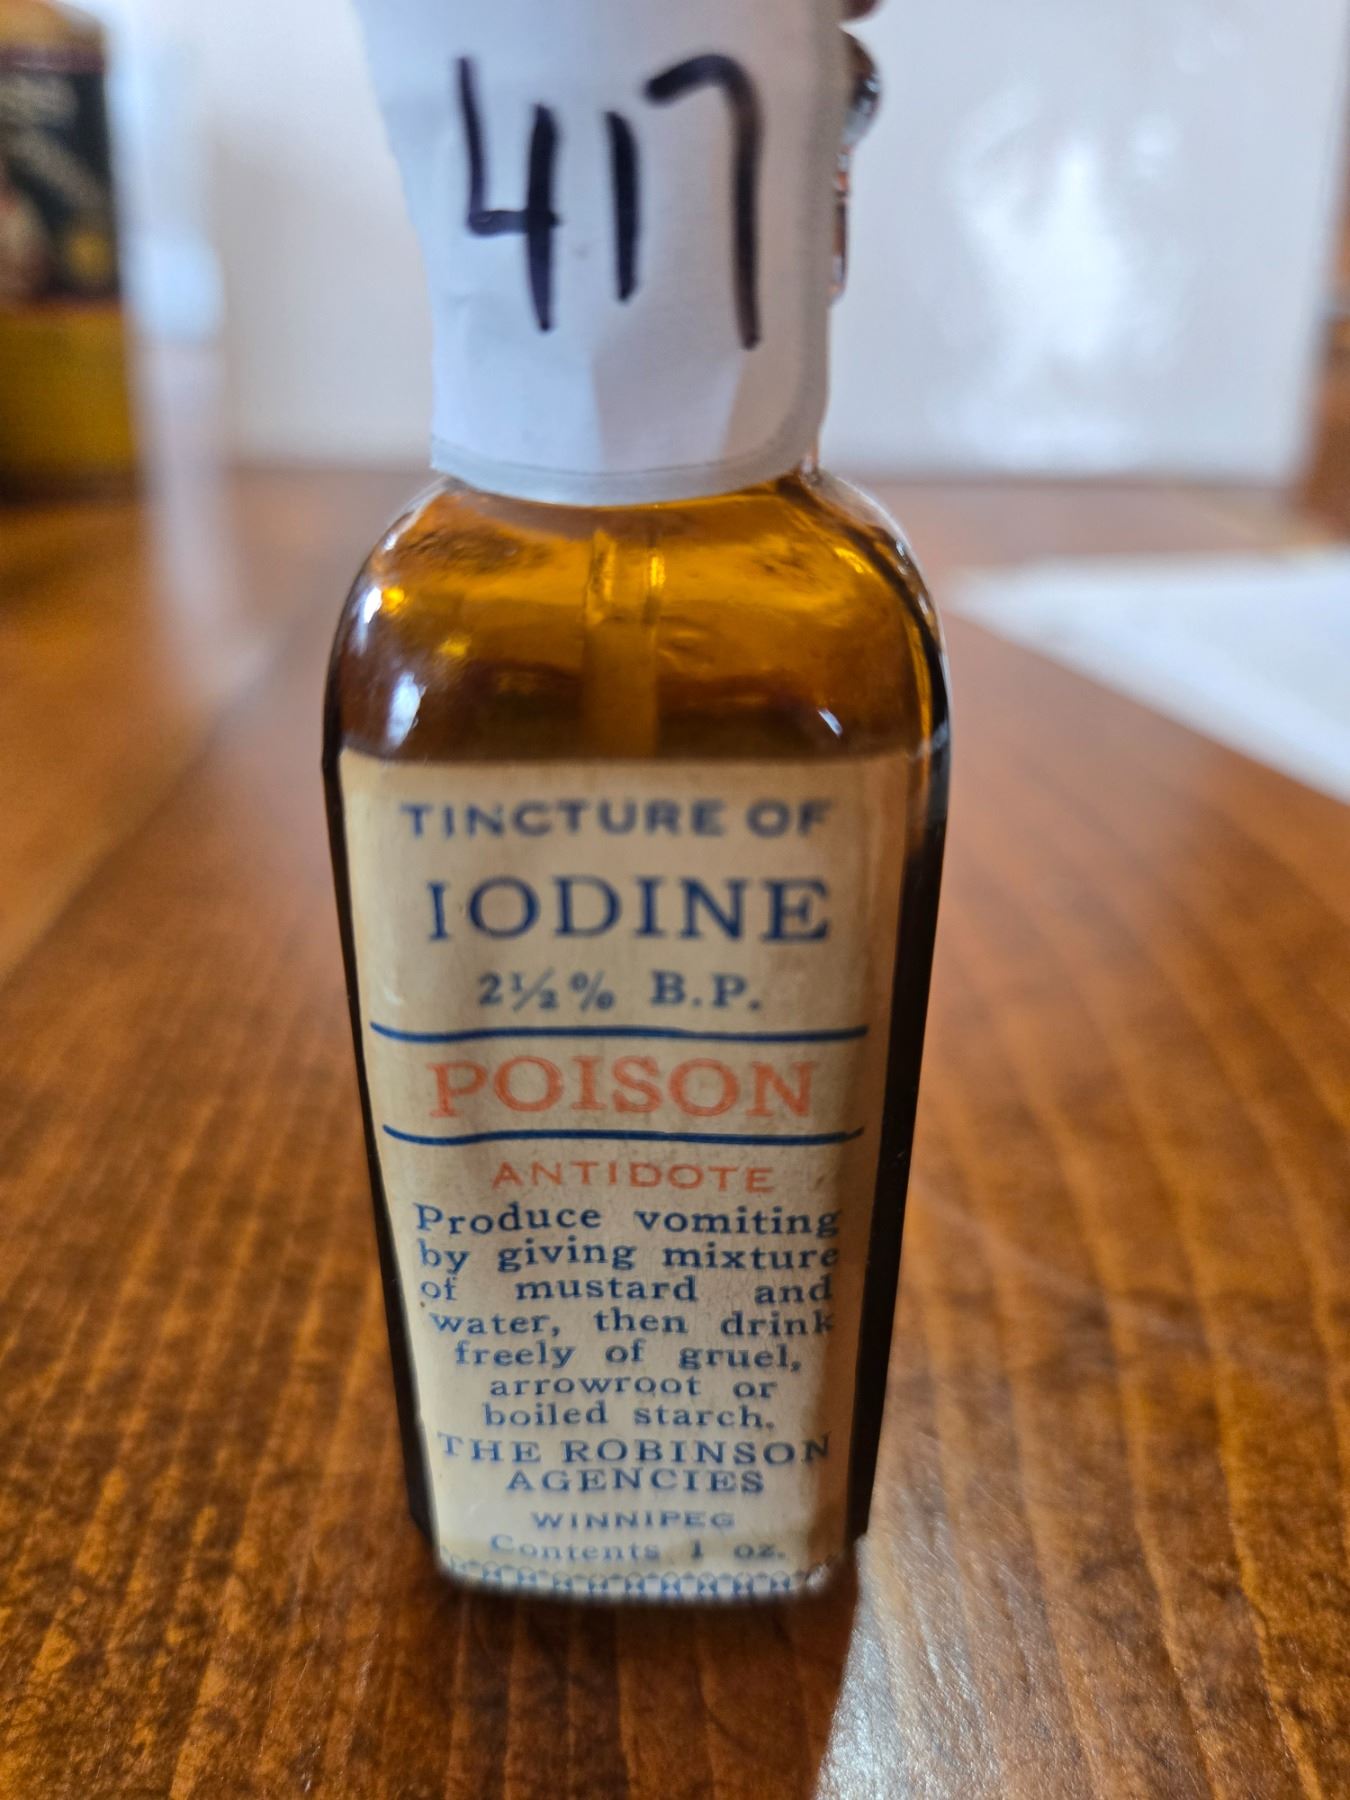 417
TINCTURE OF
IODINE
2½% B.P.
POISON
ANTIDOTE
Produce vomiting
by giving mixture
of mustard and
water, then drink
freely of gruel,
arrowroot or
boiled starch.
THE ROBINSON
AGENCIES
WINNIPEG
Contents 1 oz.